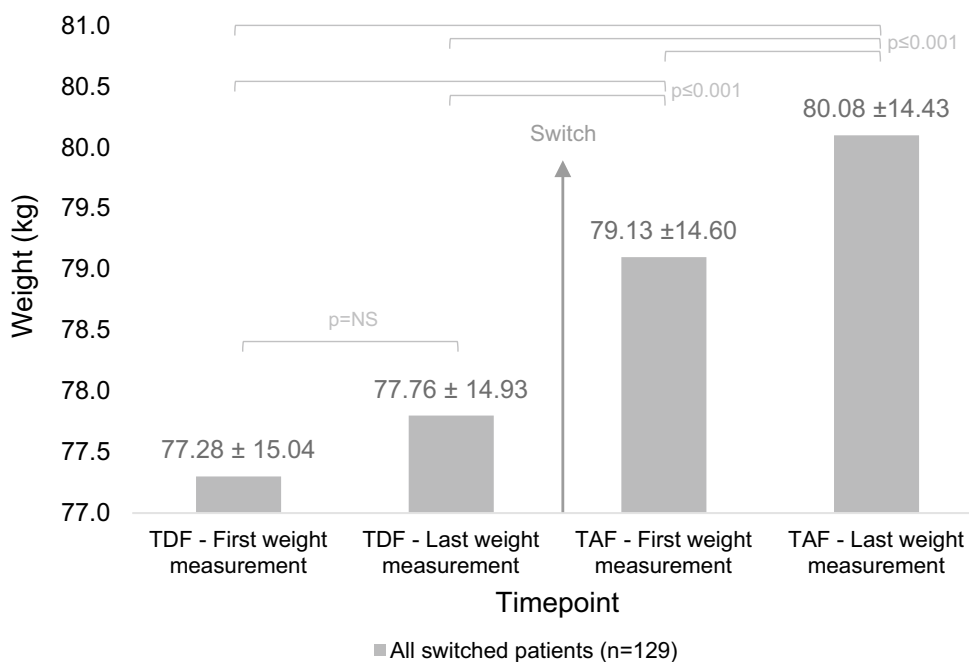 81.0
p≤0.001
80.5
p≤0.001
80.08 ±14.43
Switch
80.0
79.5
79.13 ±14.60
79.0
Weight (kg)
78.5
p=NS
78.0
77.76 ± 14.93
77.5
77.28 ± 15.04
77.0
TDF - First weight
measurement
TDF - Last weight
measurement
TAF - First weight
measurement
TAF - Last weight
measurement
Timepoint
All switched patients (n=129)